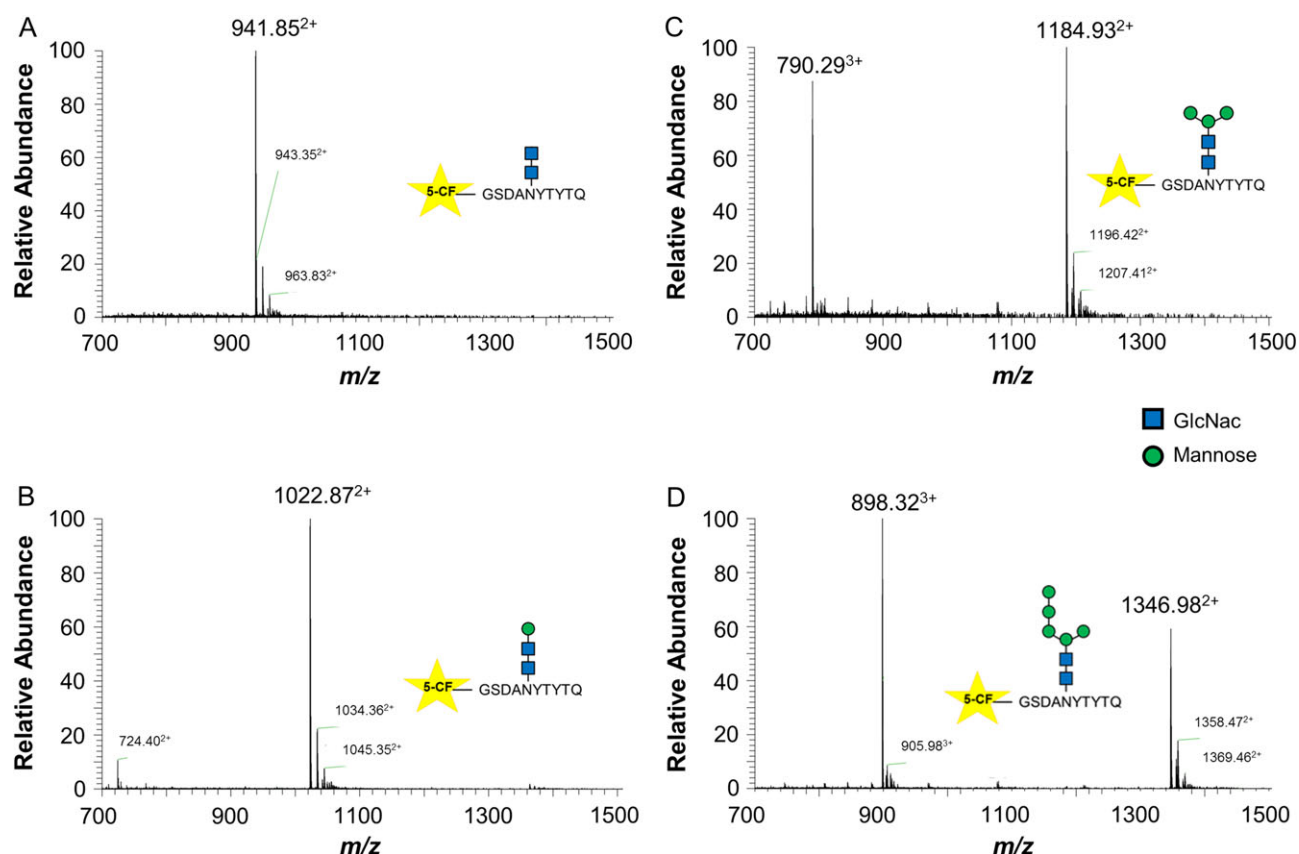 A
941.85²⁺
100
80
60
40
20
0
Relative Abundance
943.35²⁺
963.83²⁺
5-CF
GSDANYTYTQ
700 900 1100 1300 1500
m/z
C
1184.93²⁺
790.29³⁺
100
80
60
40
20
0
Relative Abundance
1196.42²⁺
1207.41²⁺
5-CF
GSDANYTYTQ
700 900 1100 1300 1500
m/z
GlcNac
Mannose
B
1022.87²⁺
100
80
60
40
20
0
Relative Abundance
724.40²⁺
1034.36²⁺
1045.35²⁺
5-CF
GSDANYTYTQ
700 900 1100 1300 1500
m/z
D
898.32³⁺
1346.98²⁺
100
80
60
40
20
0
Relative Abundance
905.98³⁺
1358.47²⁺
1369.46²⁺
5-CF
GSDANYTYTQ
700 900 1100 1300 1500
m/z